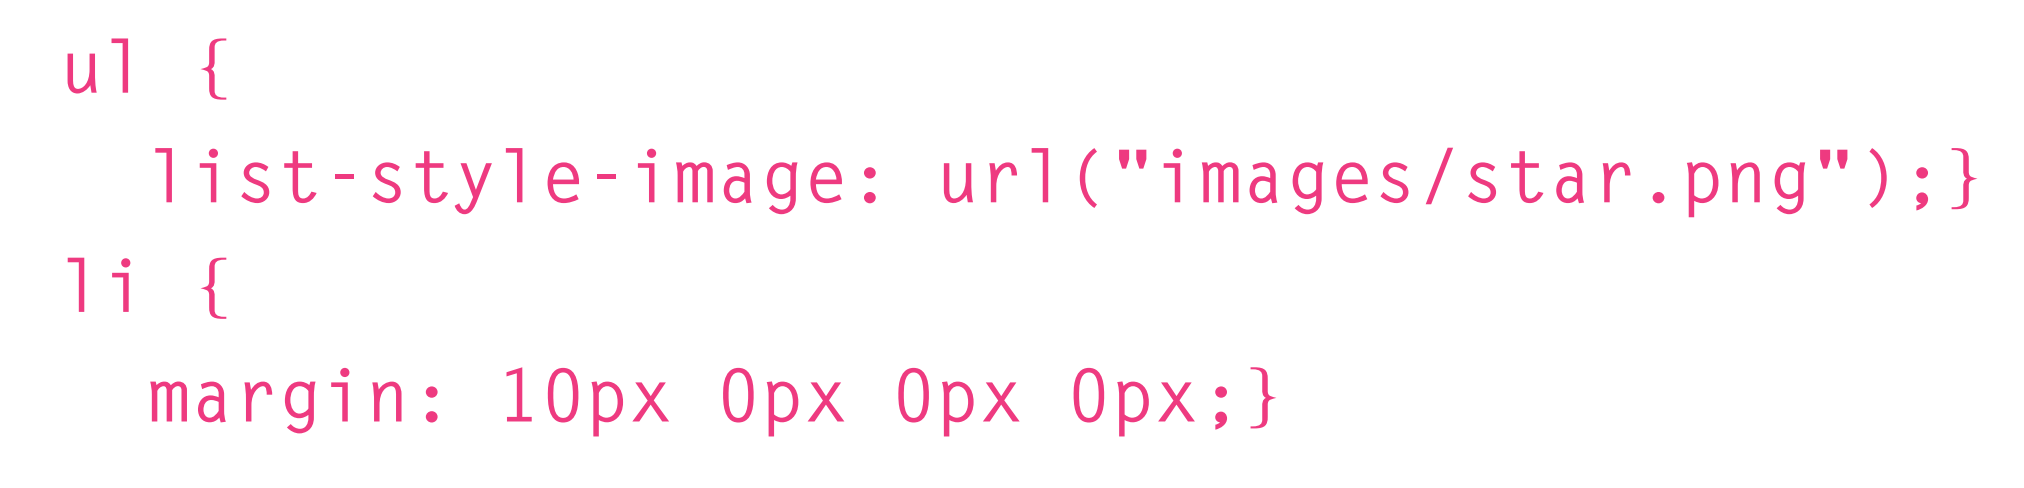 ul {
  list-style-image: url("images/star.png");}
li {
  margin: 10px 0px 0px 0px;}